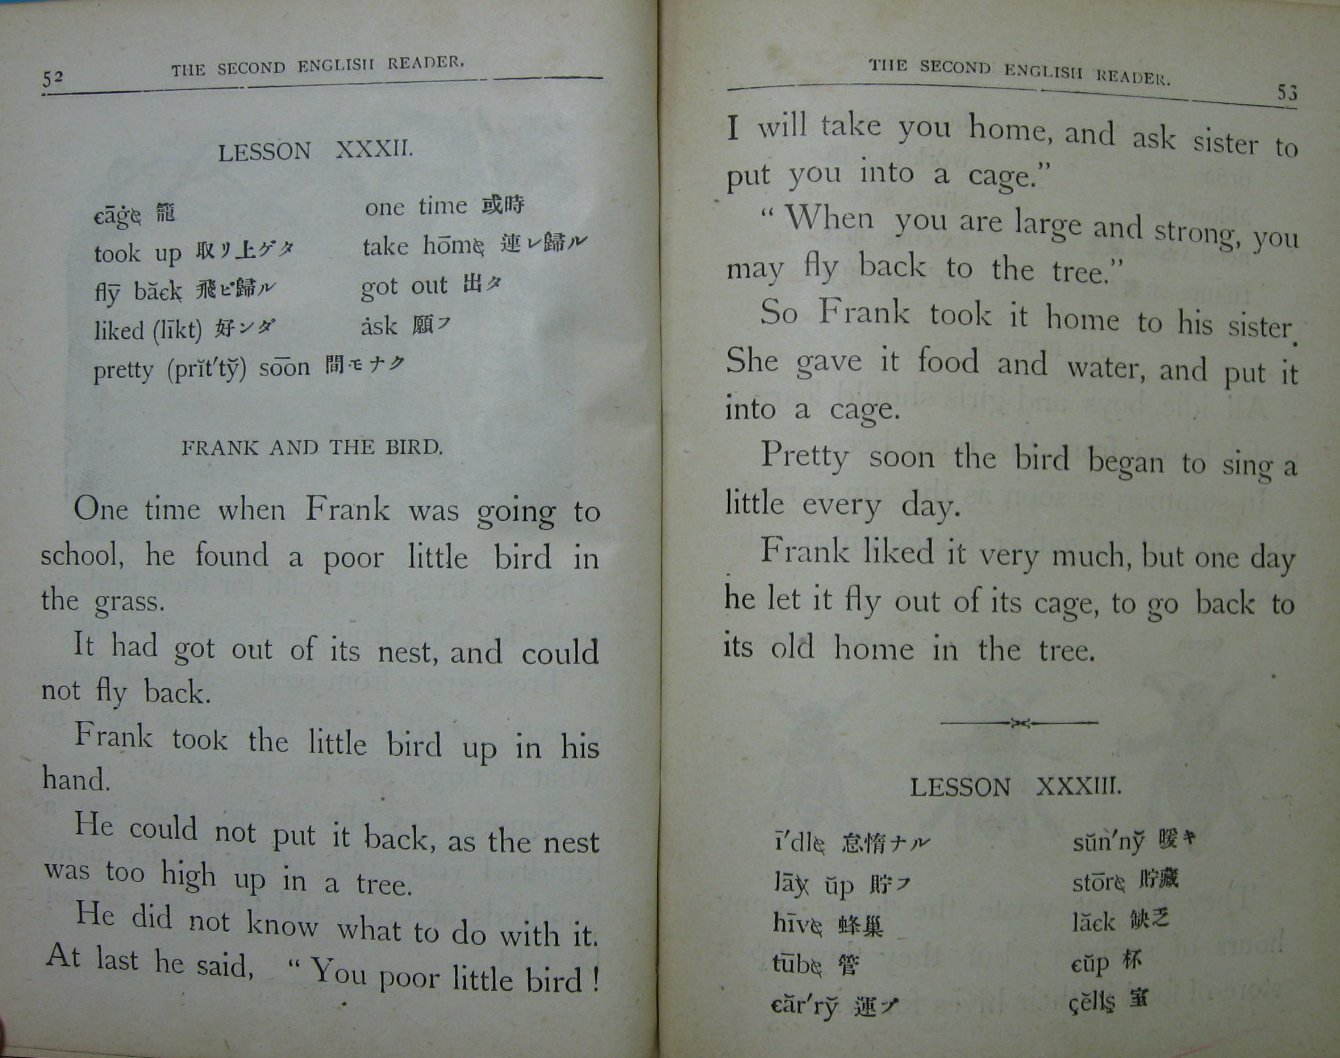 52
THE SECOND ENGLISH READER.
LESSON XXXII.
cāġe 籠
one time 或時
took up 取リ上ゲタ
take hōme 連レ歸ル
flȳ băck 飛ビ歸ル
got out 出タ
liked (līkt) 好ンダ
ȧsk 願フ
pretty (prĭt'tў) so͞on 間モナク
FRANK AND THE BIRD.
One time when Frank was going to
school, he found a poor little bird in
the grass.
It had got out of its nest, and could
not fly back.
Frank took the little bird up in his
hand.
He could not put it back, as the nest
was too high up in a tree.
He did not know what to do with it.
At last he said, “ You poor little bird !
THE SECOND ENGLISH READER.
53
I will take you home, and ask sister to
put you into a cage.”
“ When you are large and strong, you
may fly back to the tree.”
So Frank took it home to his sister.
She gave it food and water, and put it
into a cage.
Pretty soon the bird began to sing a
little every day.
Frank liked it very much, but one day
he let it fly out of its cage, to go back to
its old home in the tree.
LESSON XXXIII.
ī'dle 怠惰ナル
sŭn'nў 暖キ
lāy ŭp 貯フ
stōre 貯藏
hīve 蜂巢
lăck 缺乏
tūbe 管
cŭp 杯
căr'rў 運ブ
çĕllş 室